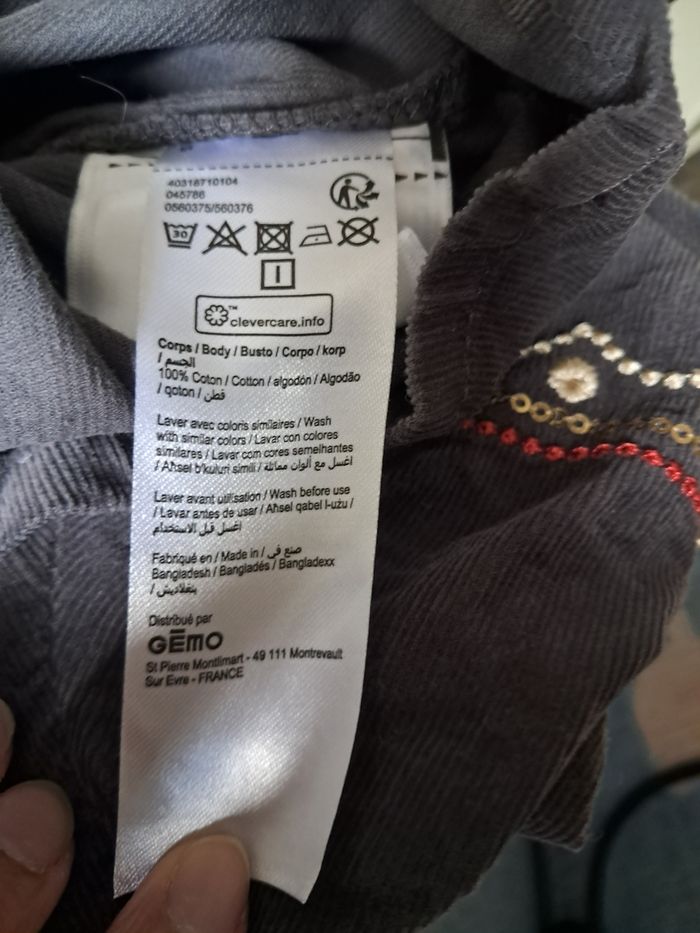 40318710104
045786
0560375/560376
30
I
™
clevercare.info
Corps / Body / Busto / Corpo / korp
/ الجسم
100% Coton / Cotton / algodón / Algodão
/ qoton / قطن
Laver avec coloris similaires / Wash
with similar colors / Lavar con colores
similares / Lavar com cores semelhantes
/ Aħsel b'kuluri simili / اغسل مع ألوان مماثلة
Laver avant utilisation / Wash before use
/ Lavar antes de usar / Aħsel qabel l-użu /
اغسل قبل الاستخدام
Fabriqué en / Made in / صنع في
Bangladesh / Bangladés / Bangladexx
/ بنغلاديش
Distribué par
GĒMO
St Pierre Montlimart - 49 111 Montrevault
Sur Evre - FRANCE